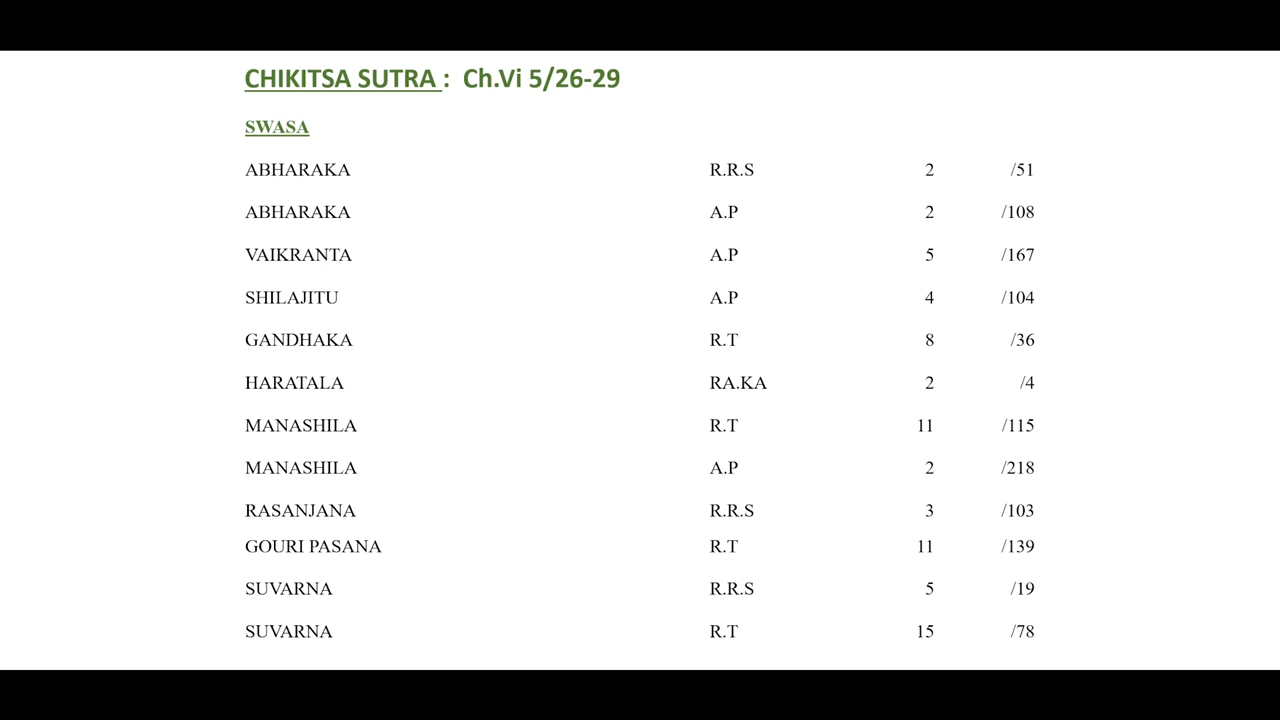 CHIKITSA SUTRA : Ch.Vi 5/26-29
SWASA
ABHARAKA R.R.S 2 /51
ABHARAKA A.P 2 /108
VAIKRANTA A.P 5 /167
SHILAJITU A.P 4 /104
GANDHAKA R.T 8 /36
HARATALA RA.KA 2 /4
MANASHILA R.T 11 /115
MANASHILA A.P 2 /218
RASANJANA R.R.S 3 /103
GOURI PASANA R.T 11 /139
SUVARNA R.R.S 5 /19
SUVARNA R.T 15 /78